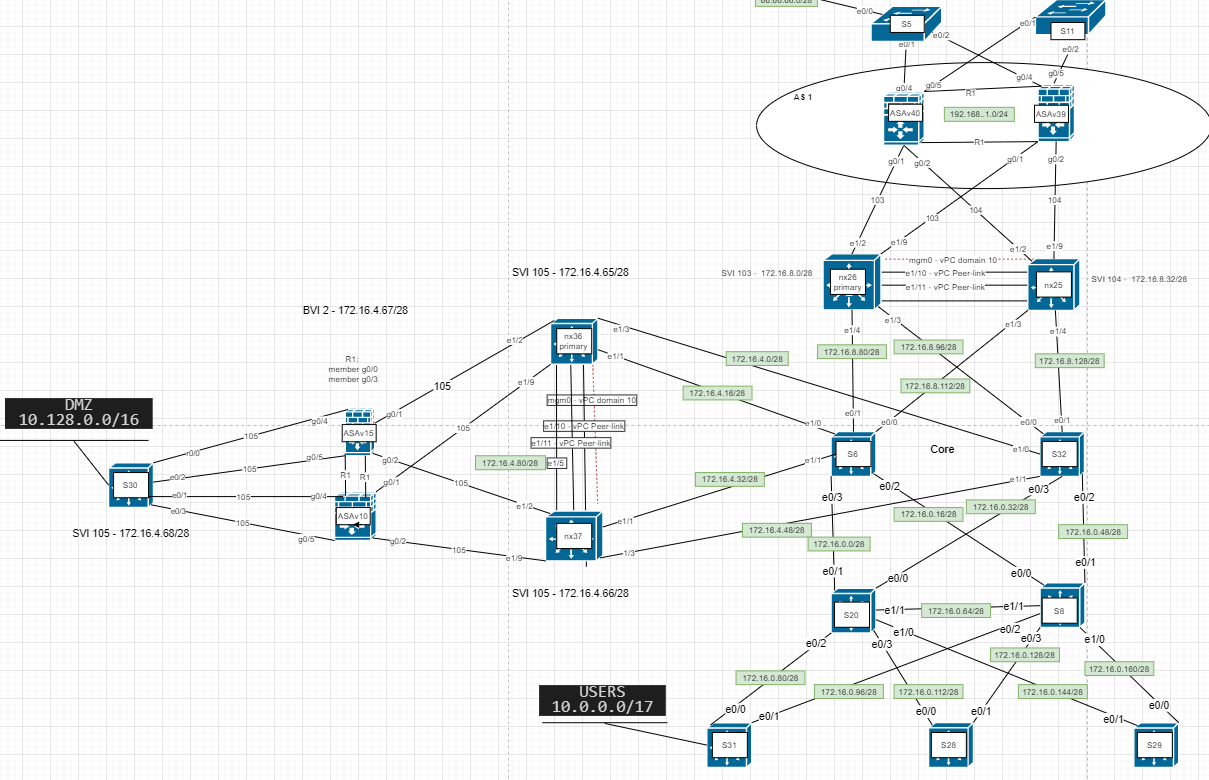 66.66.66.0/28
e0/0
S5
e0/1
S11
e0/1
e0/2
e0/2
g0/4
g0/5
g0/4
g0/5
AS 1
R1
ASAv40
192.168..1.0/24
ASAv39
R1
g0/1
g0/2
g0/1
g0/2
103
104
103
104
e1/2
e1/9
e1/2
e1/9
SVI 105 - 172.16.4.65/28
SVI 103 - 172.16.8.0/28
nx26
primary
mgm0 - vPC domain 10
e1/10 - vPC Peer-link
e1/11 - vPC Peer-link
nx25
SVI 104 - 172.16.8.32/28
BVI 2 - 172.16.4.67/28
e1/3
e1/4
e1/3
e1/4
nx36
primary
e1/2
e1/3
e1/1
172.16.8.80/28
172.16.8.96/28
172.16.8.128/28
172.16.4.0/28
R1:
member g0/0
member g0/3
105
e1/9
172.16.4.16/28
172.16.8.112/28
DMZ
10.128.0.0/16
mgm0 - vPC domain 10
g0/4
g0/1
ASAv15
105
105
e1/10 - vPC Peer-link
e1/11 - vPC Peer-link
e1/0
e0/1
e0/0
e0/0
e0/1
S6
Core
e1/0
S32
e0/0
g0/5
g0/2
172.16.4.80/28
e1/5
e1/1
S30
e0/2
105
R1
R1
g0/1
105
172.16.4.32/28
e1/1
e0/3
e0/2
e0/3
e0/2
e0/1
105
g0/4
e0/3
ASAv10
e1/2
172.16.0.16/28
172.16.0.32/28
105
SVI 105 - 172.16.4.68/28
g0/5
g0/2
105
e1/9
nx37
e1/1
1/3
172.16.4.48/28
172.16.0.0/28
172.16.0.48/28
e0/1
e0/0
e0/0
e0/1
SVI 105 - 172.16.4.66/28
S20
e1/1
172.16.0.64/28
e1/1
S8
e0/2
e0/3
e1/0
e0/2
e0/3
e1/0
172.16.0.128/28
172.16.0.160/28
172.16.0.80/28
172.16.0.96/28
172.16.0.112/28
172.16.0.144/28
USERS
10.0.0.0/17
e0/0
e0/1
e0/0
e0/1
e0/1
e0/0
S31
S28
S29